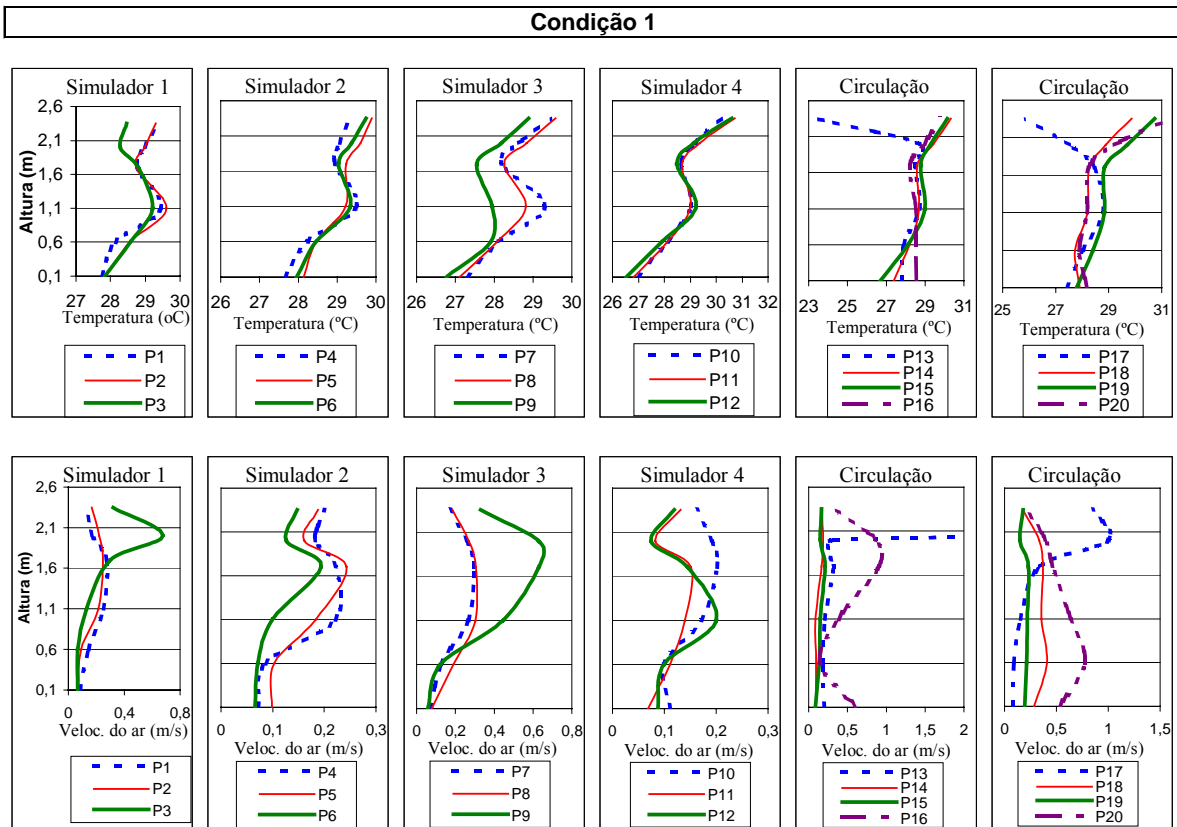 Condição 1
Simulador 1
Simulador 2
Simulador 3
Simulador 4
Circulação
Circulação
Altura (m)
2,6
2,1
1,6
1,1
0,6
0,1
27 28 29 30
26 27 28 29 30
26 27 28 29 30
26 27 28 29 30 31 32
23 25 27 29 31
25 27 29 31
Temperatura (oC)
Temperatura (ºC)
Temperatura (ºC)
Temperatura (ºC)
Temperatura (ºC)
Temperatura (ºC)
P1
P2
P3
P4
P5
P6
P7
P8
P9
P10
P11
P12
P13
P14
P15
P16
P17
P18
P19
P20
Simulador 1
Simulador 2
Simulador 3
Simulador 4
Circulação
Circulação
Altura (m)
2,6
2,1
1,6
1,1
0,6
0,1
0 0,4 0,8
0 0,1 0,2 0,3
0 0,2 0,4 0,6 0,8
0 0,1 0,2 0,3
0 0,5 1 1,5 2
0 0,5 1 1,5
Veloc. do ar (m/s)
Veloc. do ar (m/s)
Veloc. do ar (m/s)
Veloc. do ar (m/s)
Veloc. do ar (m/s)
Veloc. do ar (m/s)
P1
P2
P3
P4
P5
P6
P7
P8
P9
P10
P11
P12
P13
P14
P15
P16
P17
P18
P19
P20